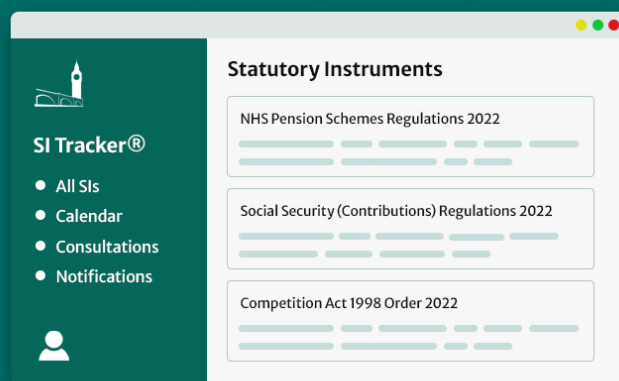 SI Tracker®
All SIs
Calendar
Consultations
Notifications
Statutory Instruments
NHS Pension Schemes Regulations 2022
Social Security (Contributions) Regulations 2022
Competition Act 1998 Order 2022